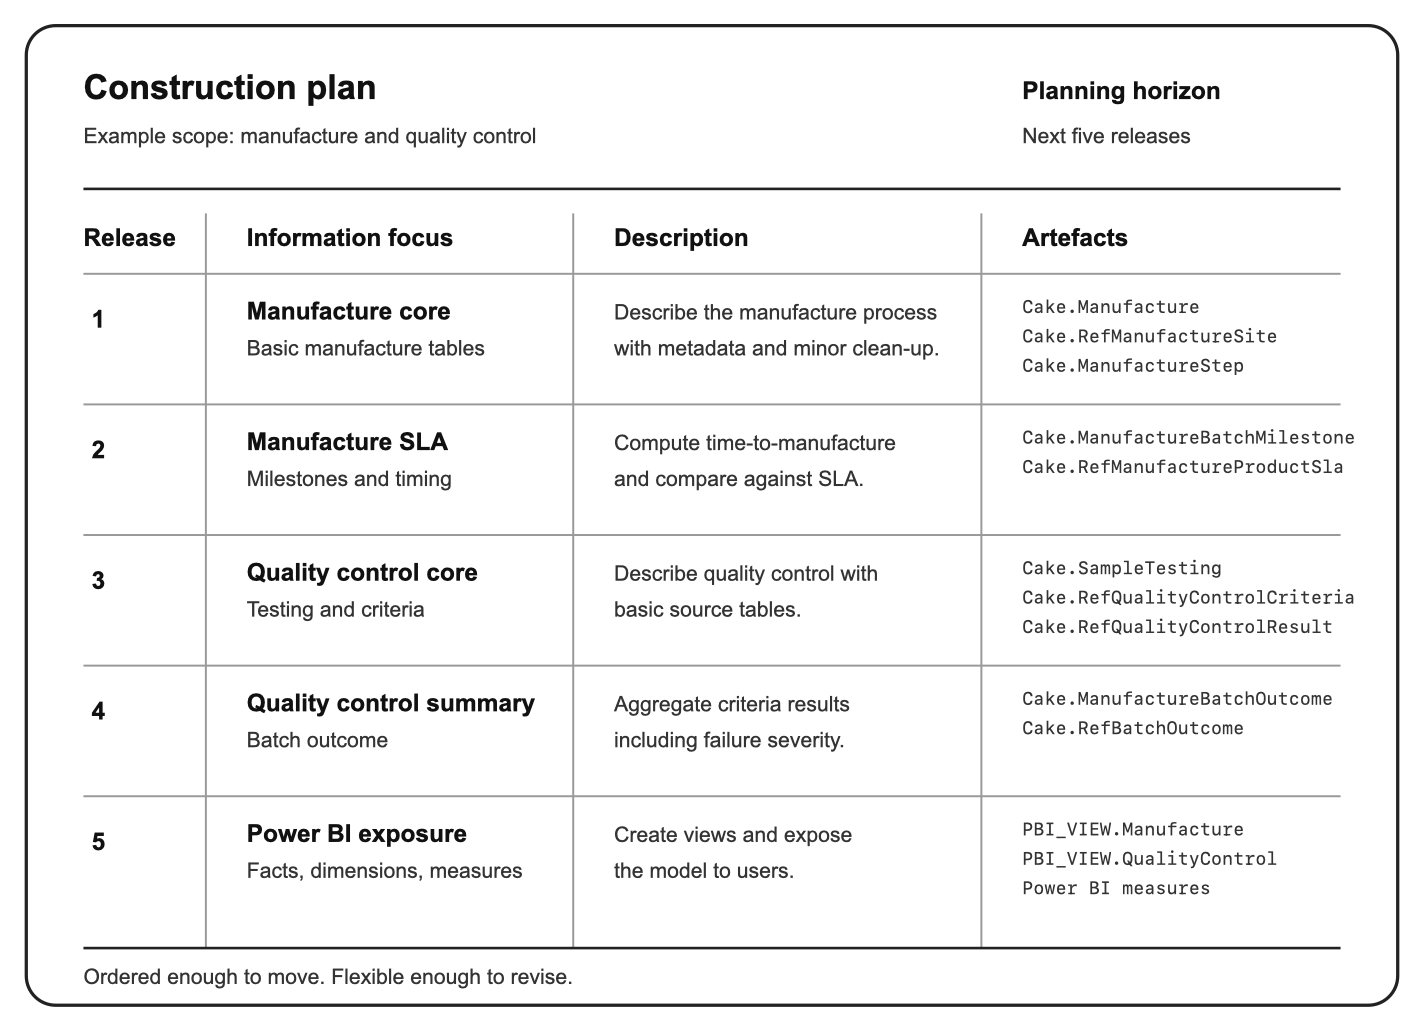 Construction plan
Example scope: manufacture and quality control
Planning horizon
Next five releases
Release
Information focus
Description
Artefacts
1
Manufacture core
Basic manufacture tables
Describe the manufacture process
with metadata and minor clean-up.
Cake.Manufacture
Cake.RefManufactureSite
Cake.ManufactureStep
2
Manufacture SLA
Milestones and timing
Compute time-to-manufacture
and compare against SLA.
Cake.ManufactureBatchMilestone
Cake.RefManufactureProductSla
3
Quality control core
Testing and criteria
Describe quality control with
basic source tables.
Cake.SampleTesting
Cake.RefQualityControlCriteria
Cake.RefQualityControlResult
4
Quality control summary
Batch outcome
Aggregate criteria results
including failure severity.
Cake.ManufactureBatchOutcome
Cake.RefBatchOutcome
5
Power BI exposure
Facts, dimensions, measures
Create views and expose
the model to users.
PBI_VIEW.Manufacture
PBI_VIEW.QualityControl
Power BI measures
Ordered enough to move. Flexible enough to revise.